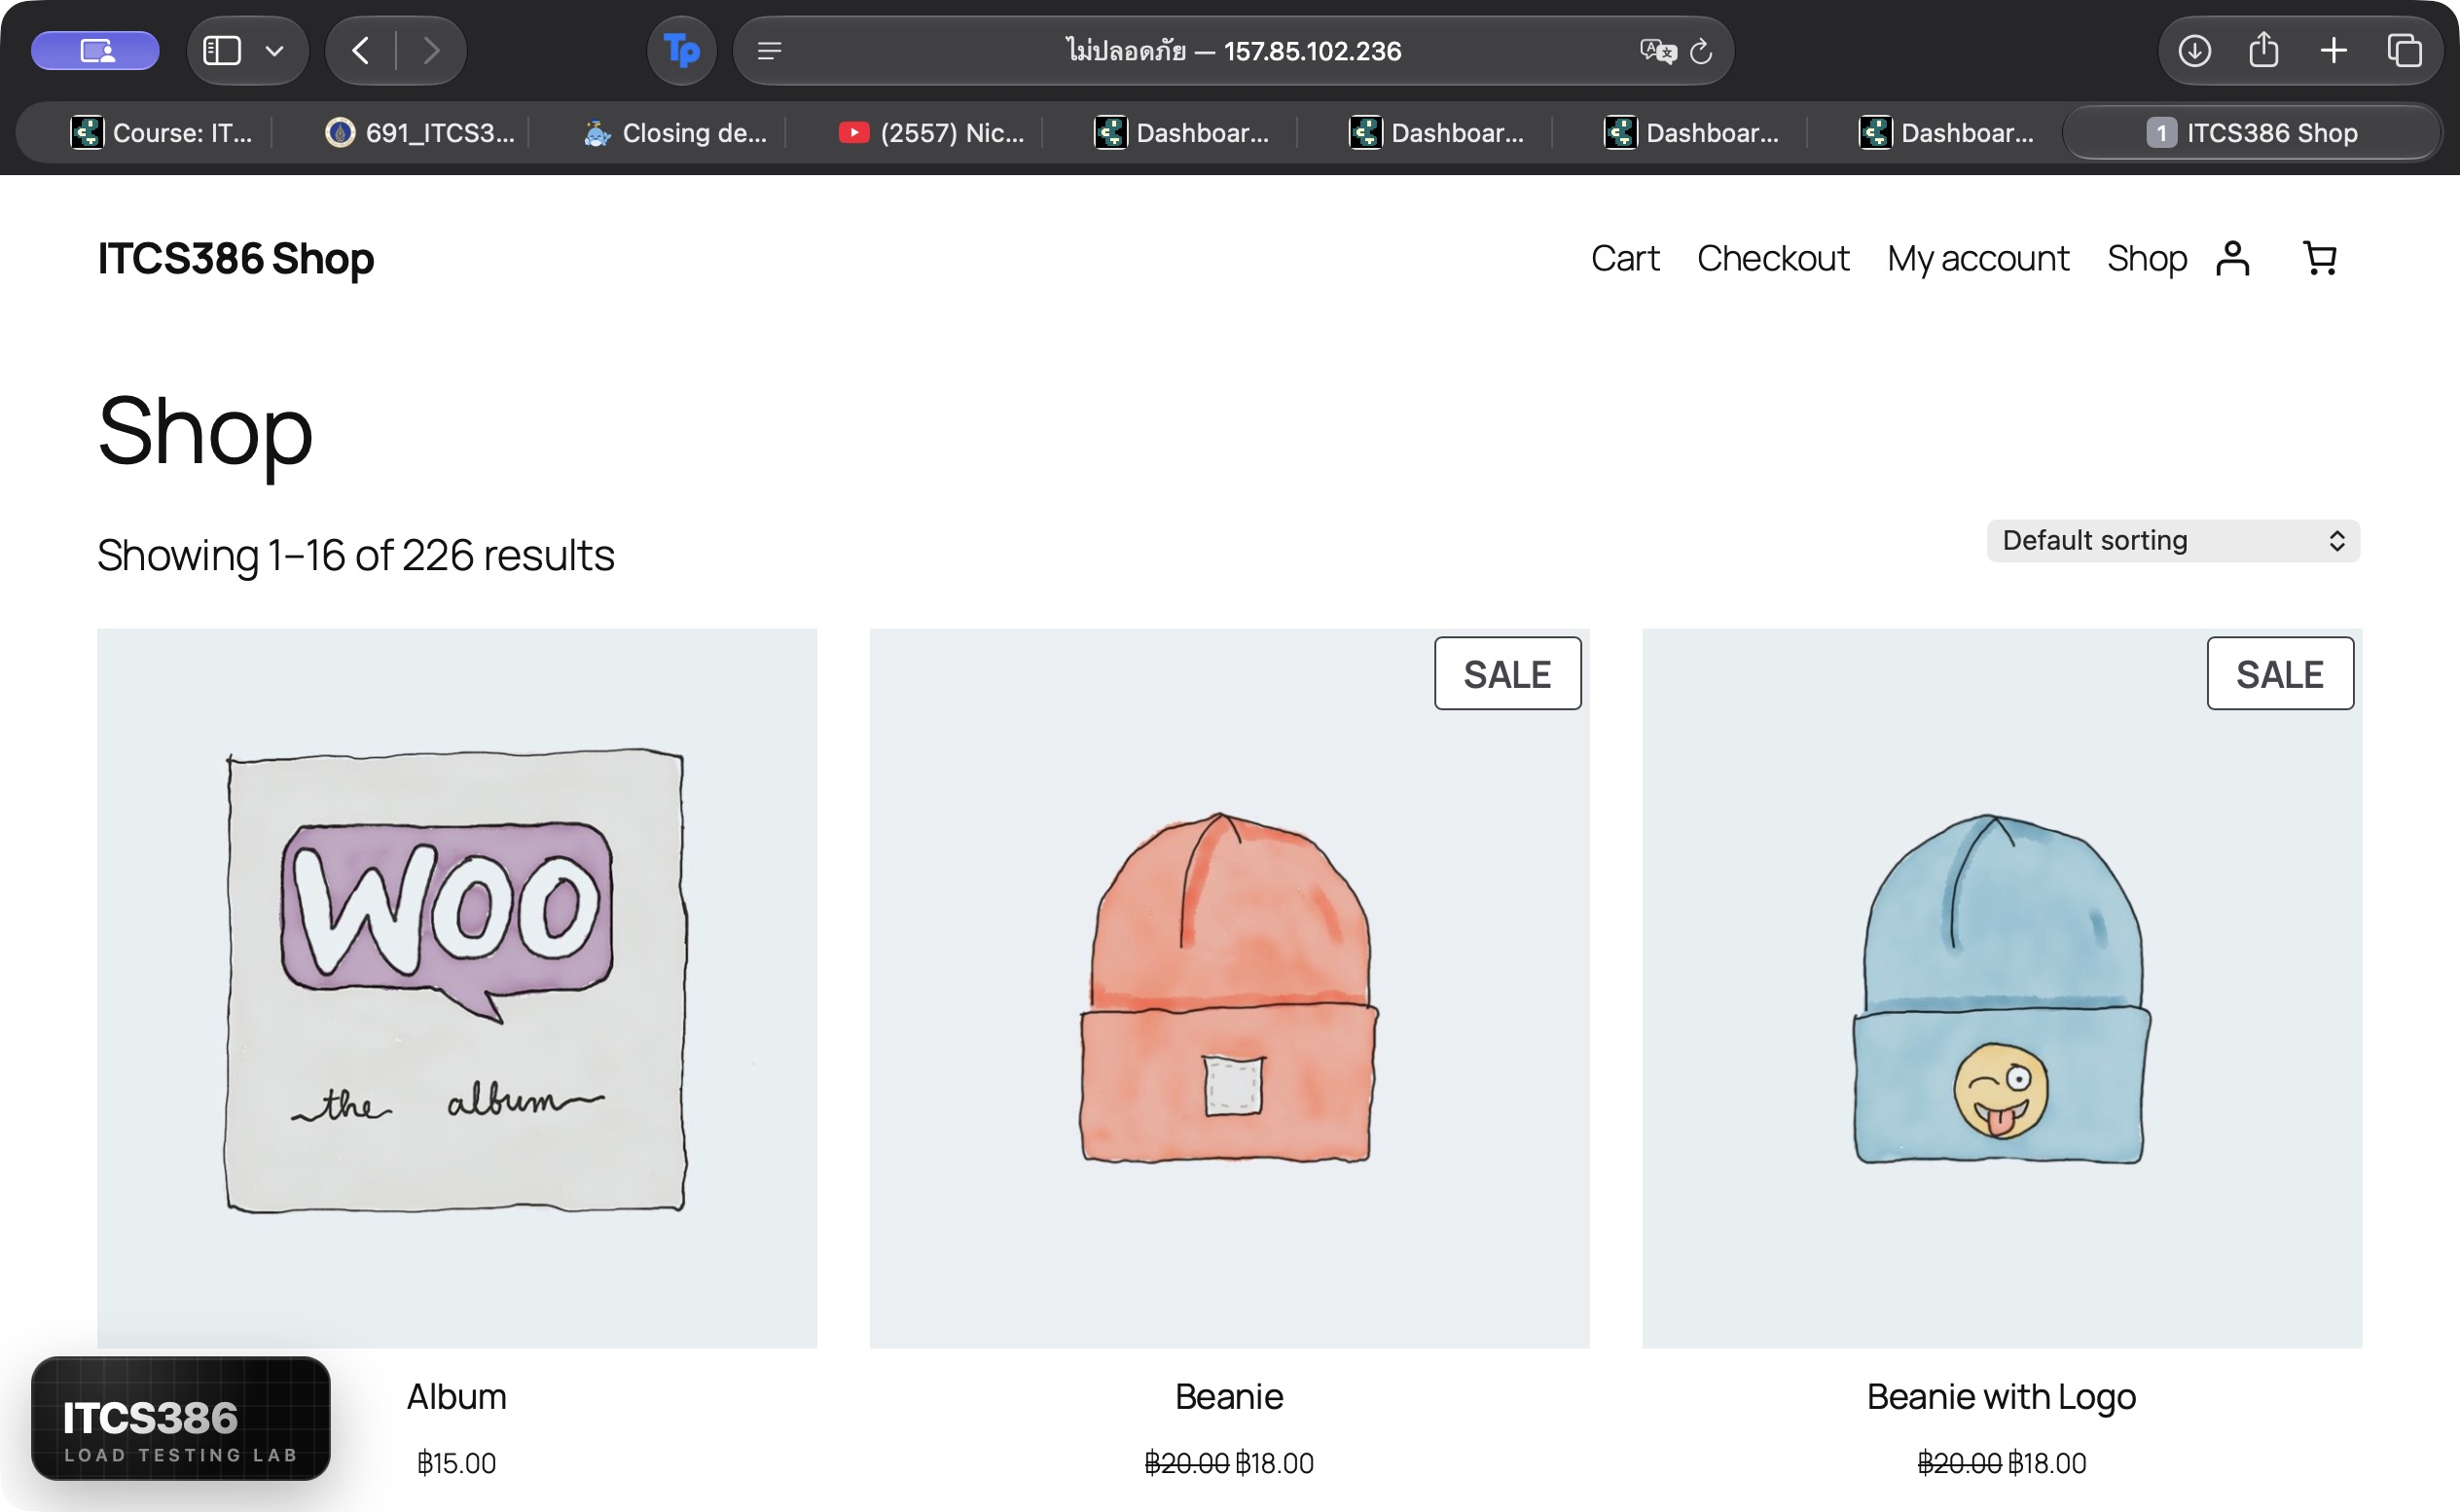 Tp
ไม่ปลอดภัย — 157.85.102.236
Course: IT...
691_ITCS3...
Closing de...
(2557) Nic...
Dashboar...
Dashboar...
Dashboar...
Dashboar...
1 ITCS386 Shop
ITCS386 Shop
Cart Checkout My account Shop
Shop
Showing 1–16 of 226 results
Default sorting
SALE
SALE
WOO
the album
Album
Beanie
Beanie with Logo
฿15.00
฿20.00 ฿18.00
฿20.00 ฿18.00
ITCS386
LOAD TESTING LAB